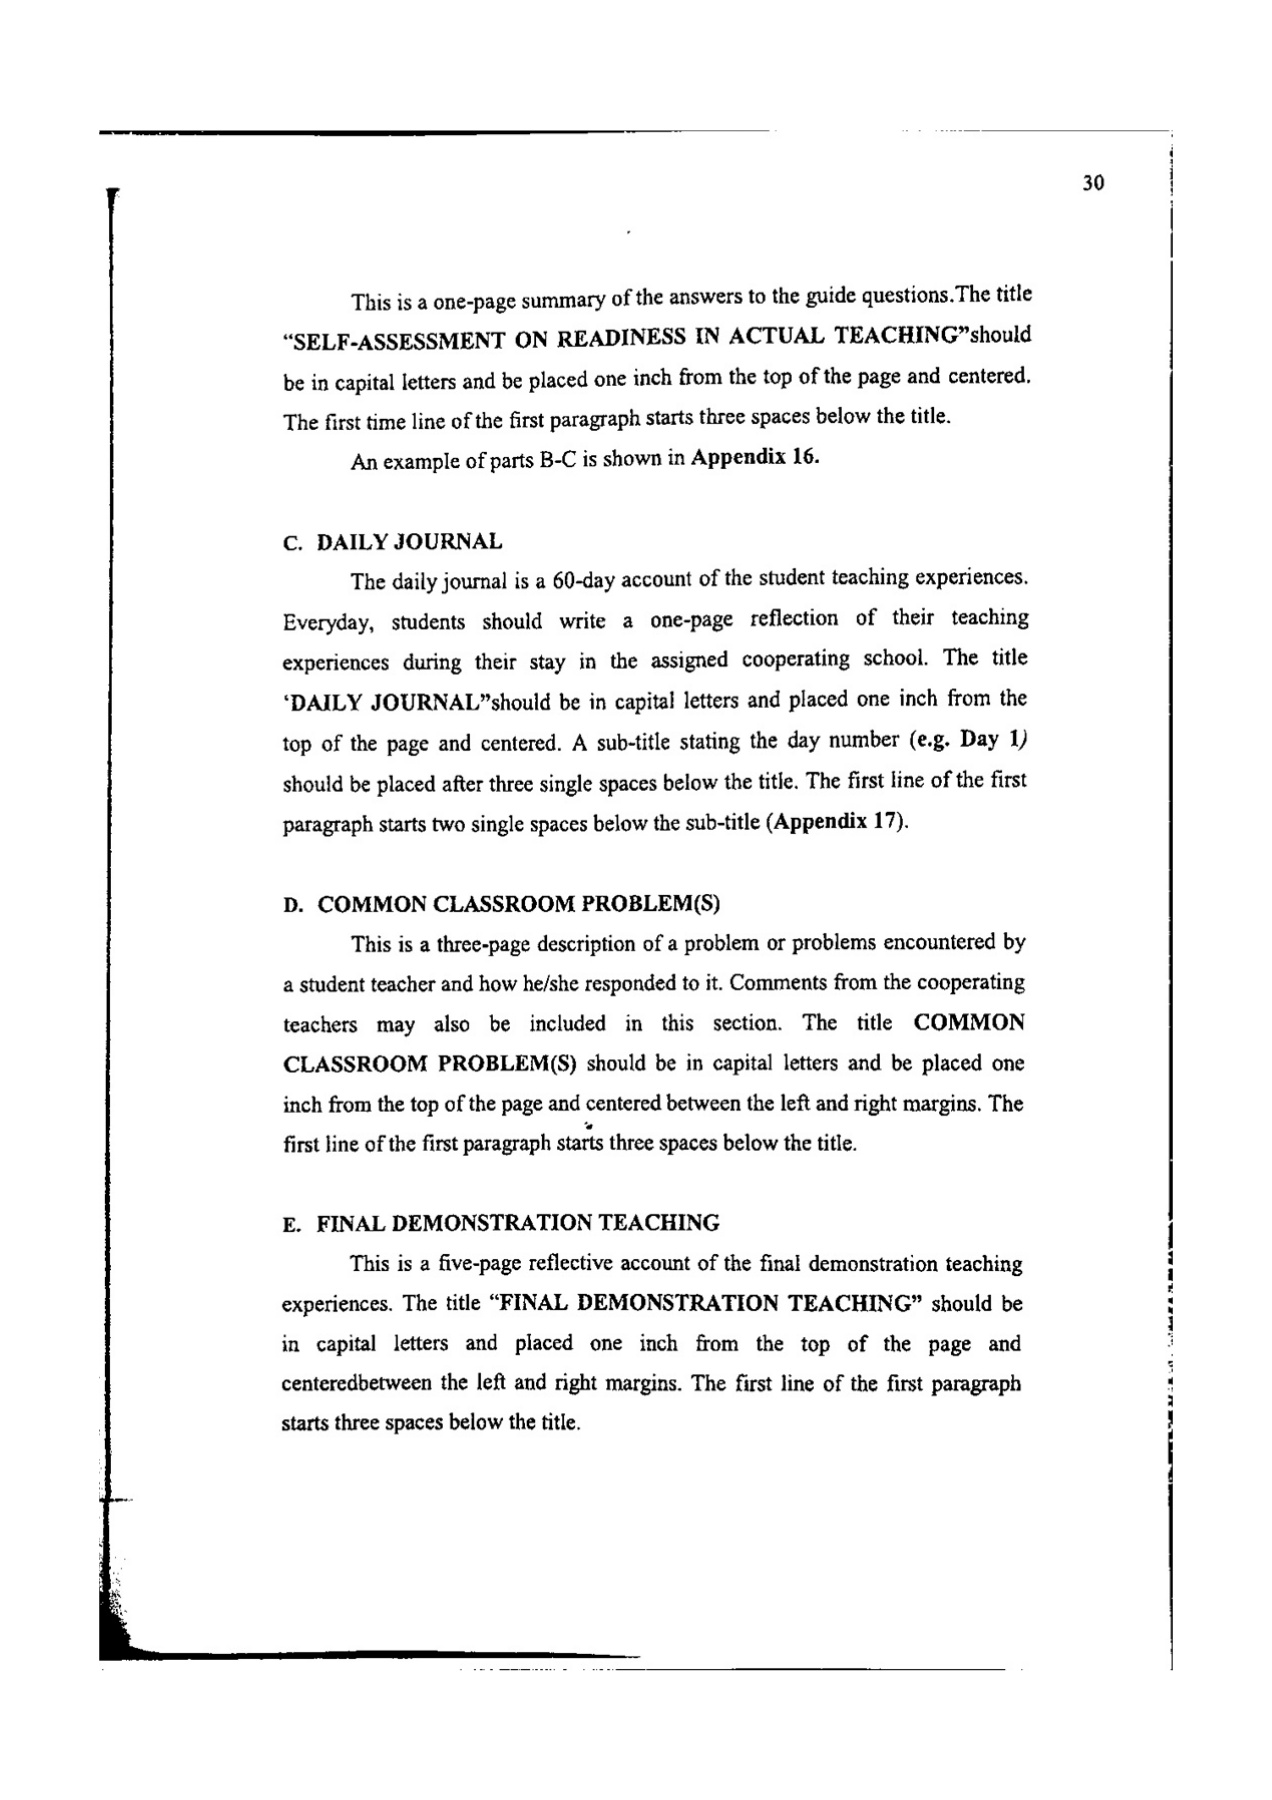 30
This is a one-page summary of the answers to the guide questions.The title
“SELF-ASSESSMENT ON READINESS IN ACTUAL TEACHING”should
be in capital letters and be placed one inch from the top of the page and centered.
The first time line of the first paragraph starts three spaces below the title.
An example of parts B-C is shown in Appendix 16.
C. DAILY JOURNAL
The daily journal is a 60-day account of the student teaching experiences.
Everyday, students should write a one-page reflection of their teaching
experiences during their stay in the assigned cooperating school. The title
‘DAILY JOURNAL”should be in capital letters and placed one inch from the
top of the page and centered. A sub-title stating the day number (e.g. Day 1)
should be placed after three single spaces below the title. The first line of the first
paragraph starts two single spaces below the sub-title (Appendix 17).
D. COMMON CLASSROOM PROBLEM(S)
This is a three-page description of a problem or problems encountered by
a student teacher and how he/she responded to it. Comments from the cooperating
teachers may also be included in this section. The title COMMON
CLASSROOM PROBLEM(S) should be in capital letters and be placed one
inch from the top of the page and centered between the left and right margins. The
first line of the first paragraph starts three spaces below the title.
E. FINAL DEMONSTRATION TEACHING
This is a five-page reflective account of the final demonstration teaching
experiences. The title “FINAL DEMONSTRATION TEACHING” should be
in capital letters and placed one inch from the top of the page and
centeredbetween the left and right margins. The first line of the first paragraph
starts three spaces below the title.